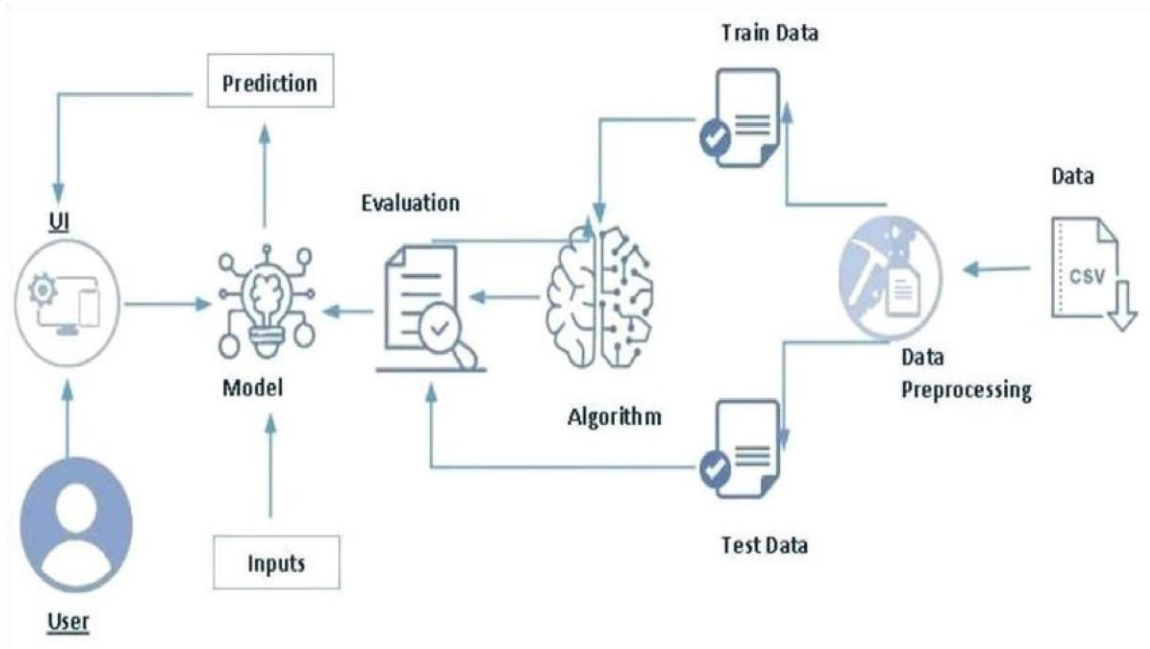 Train Data
Prediction
Data
Evaluation
UI
CSV
Data
Preprocessing
Model
Algorithm
Test Data
Inputs
User